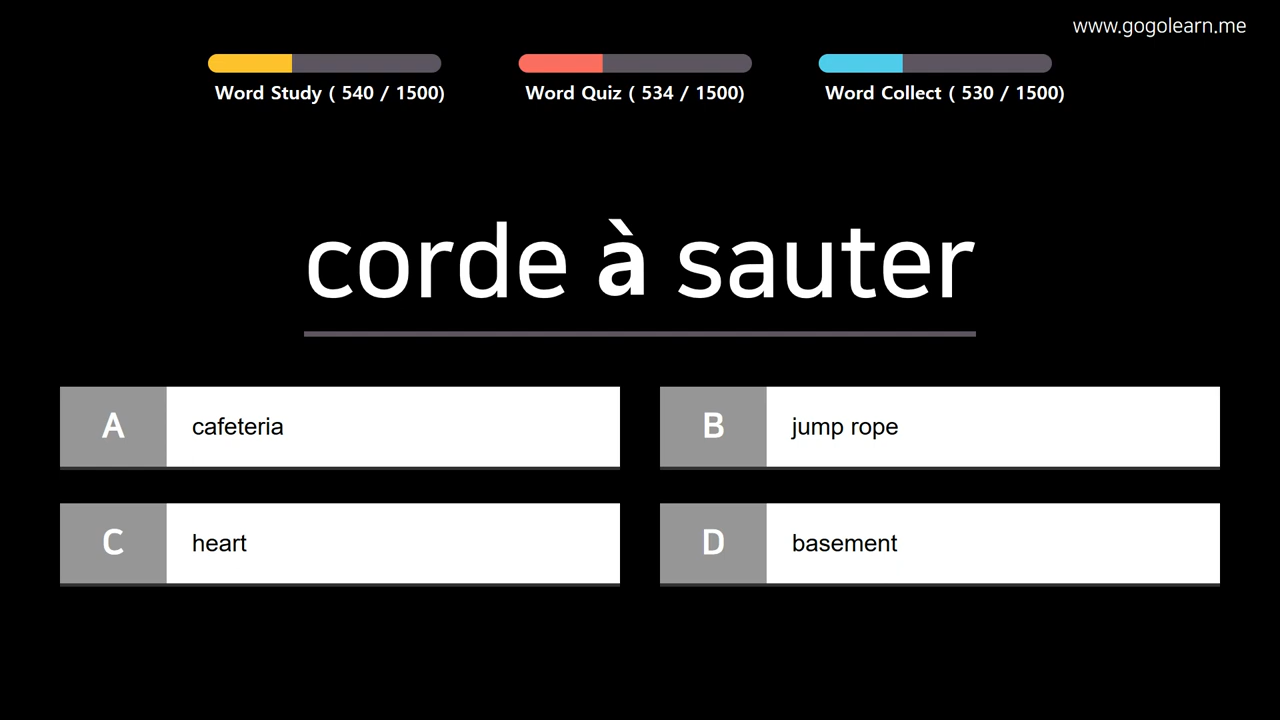 www.gogolearn.me
Word Study ( 540 / 1500)
Word Quiz ( 534 / 1500)
Word Collect ( 530 / 1500)
corde à sauter
A cafeteria
B jump rope
C heart
D basement